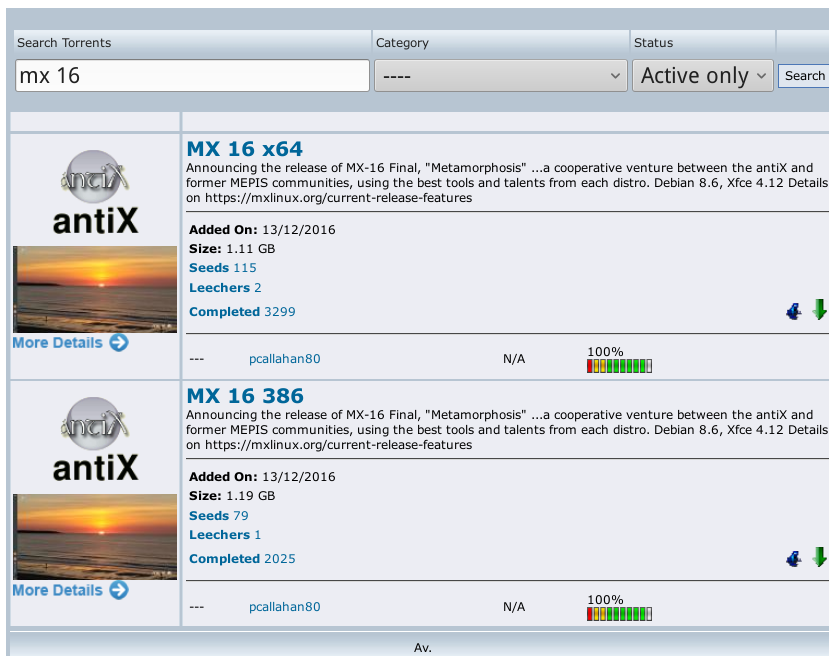 Search Torrents
Category
Status
mx 16
----
Active only
Search
antiX
antiX
MX 16 x64
Announcing the release of MX-16 Final, "Metamorphosis" ...a cooperative venture between the antiX and
former MEPIS communities, using the best tools and talents from each distro. Debian 8.6, Xfce 4.12 Details
on https://mxlinux.org/current-release-features
Added On: 13/12/2016
Size: 1.11 GB
Seeds 115
Leechers 2
Completed 3299
More Details
---
pcallahan80
N/A
100%
antiX
antiX
MX 16 386
Announcing the release of MX-16 Final, "Metamorphosis" ...a cooperative venture between the antiX and
former MEPIS communities, using the best tools and talents from each distro. Debian 8.6, Xfce 4.12 Details
on https://mxlinux.org/current-release-features
Added On: 13/12/2016
Size: 1.19 GB
Seeds 79
Leechers 1
Completed 2025
More Details
---
pcallahan80
N/A
100%
Av.